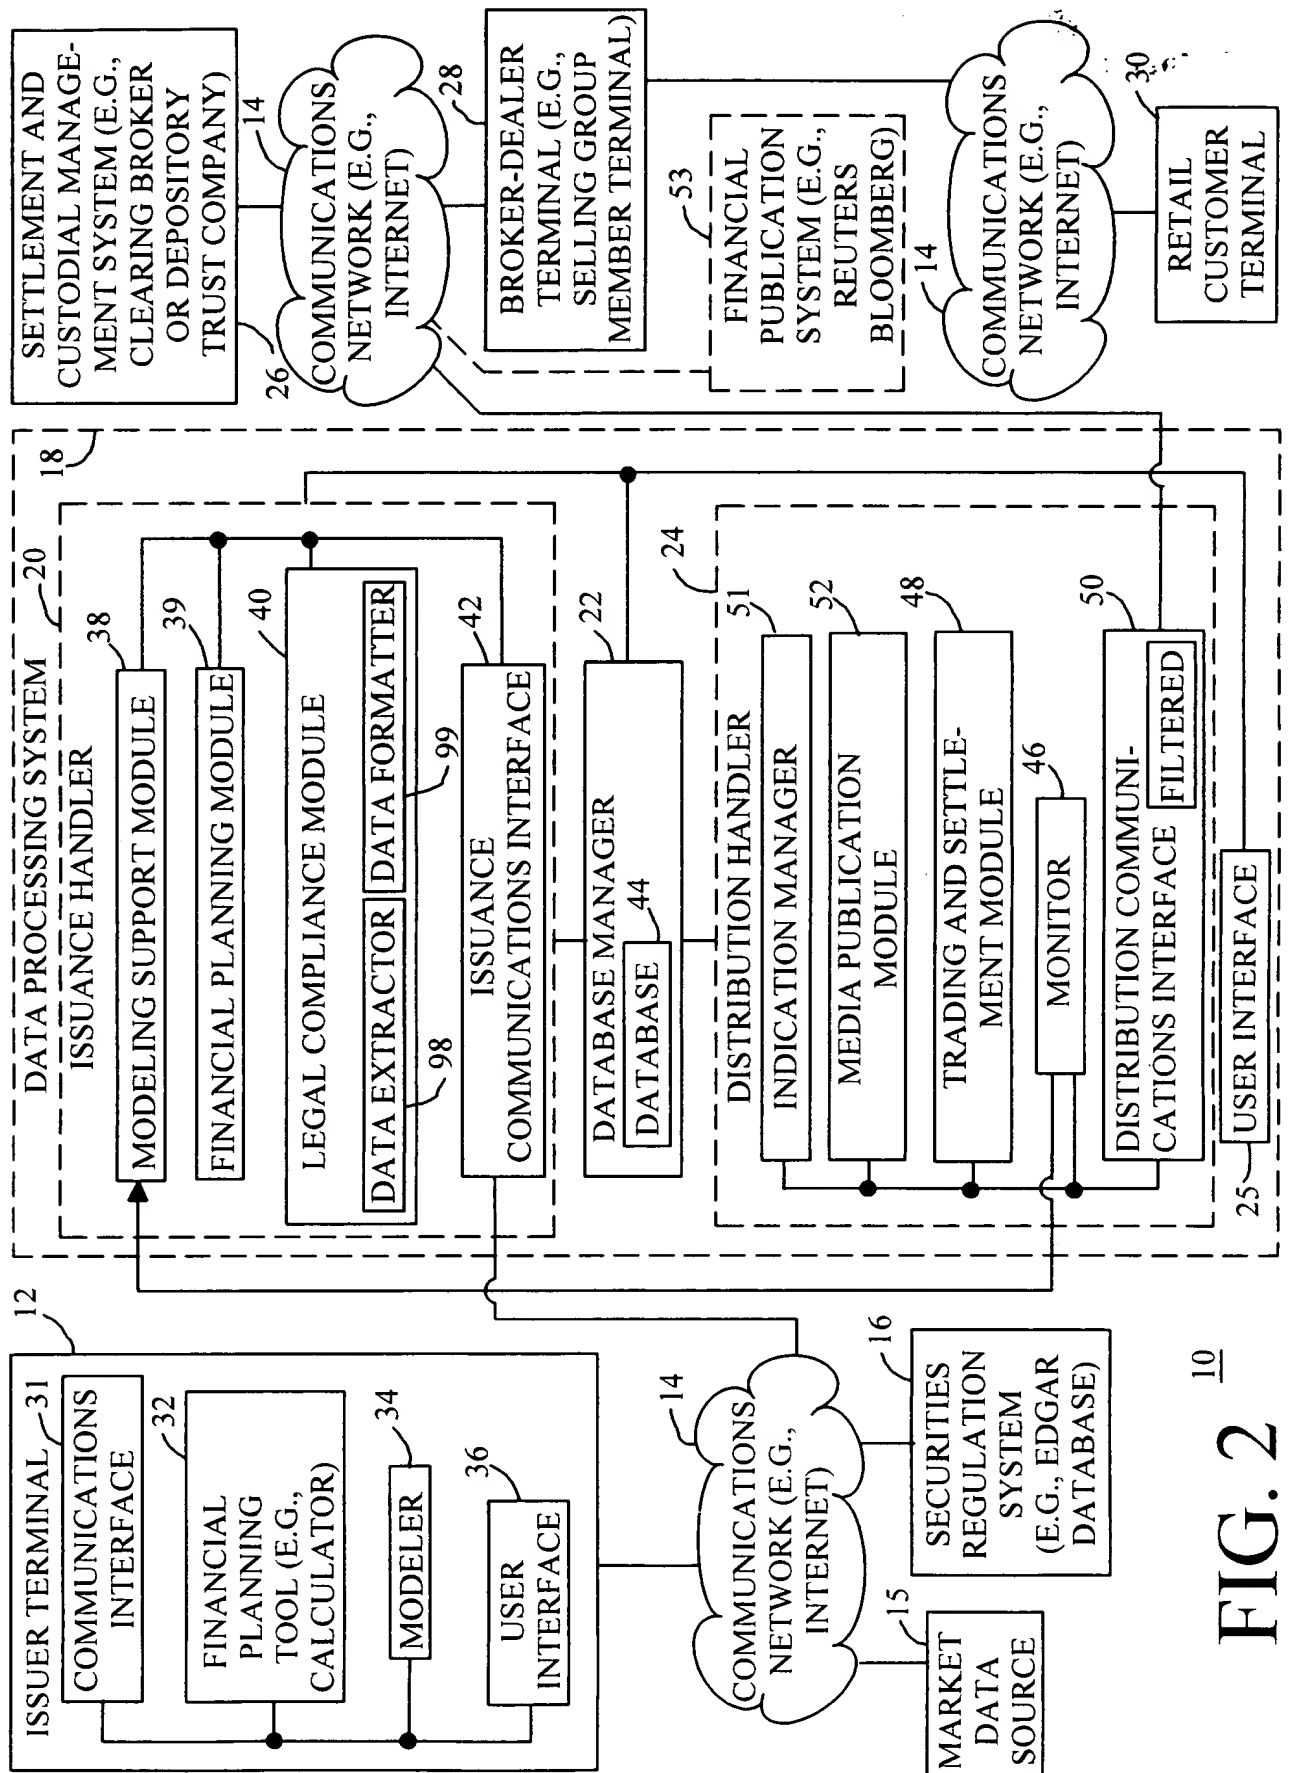 ISSUER TERMINAL
12
31
COMMUNICATIONS
INTERFACE
32
FINANCIAL
PLANNING
TOOL (E.G.,
CALCULATOR)
34
MODELER
36
USER
INTERFACE
14
COMMUNICATIONS
NETWORK (E.G.,
INTERNET)
15
MARKET
DATA
SOURCE
16
SECURITIES
REGULATION
SYSTEM
(E.G., EDGAR
DATABASE)
DATA PROCESSING SYSTEM
18
ISSUANCE HANDLER
20
38
MODELING SUPPORT MODULE
39
FINANCIAL PLANNING MODULE
40
LEGAL COMPLIANCE MODULE
DATA EXTRACTOR
DATA FORMATTER
98
99
42
ISSUANCE
COMMUNICATIONS INTERFACE
22
DATABASE MANAGER
44
DATABASE
24
DISTRIBUTION HANDLER
51
INDICATION MANAGER
52
MEDIA PUBLICATION
MODULE
48
TRADING AND SETTLE-
MENT MODULE
46
MONITOR
50
DISTRIBUTION COMMUNI-
CATIONS INTERFACE
FILTERED
25
USER INTERFACE
SETTLEMENT AND
CUSTODIAL MANAGE-
MENT SYSTEM (E.G.,
CLEARING BROKER
OR DEPOSITORY
TRUST COMPANY)
26
14
COMMUNICATIONS
NETWORK (E.G.,
INTERNET)
28
BROKER-DEALER
TERMINAL (E.G.,
SELLING GROUP
MEMBER TERMINAL)
53
FINANCIAL
PUBLICATION
SYSTEM (E.G.,
REUTERS
BLOOMBERG)
14
COMMUNICATIONS
NETWORK (E.G.,
INTERNET)
30
RETAIL
CUSTOMER
TERMINAL
10
FIG. 2